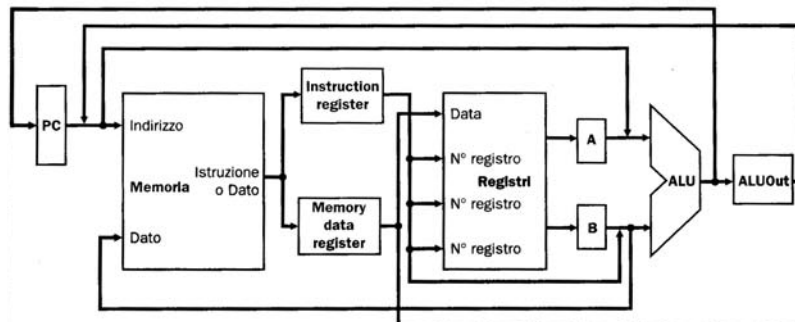 PC
Indirizzo
Memoria
Istruzione
o Dato
Dato
Instruction
register
Memory
data
register
Data
N° registro
Registri
N° registro
N° registro
A
B
ALU
ALUOut